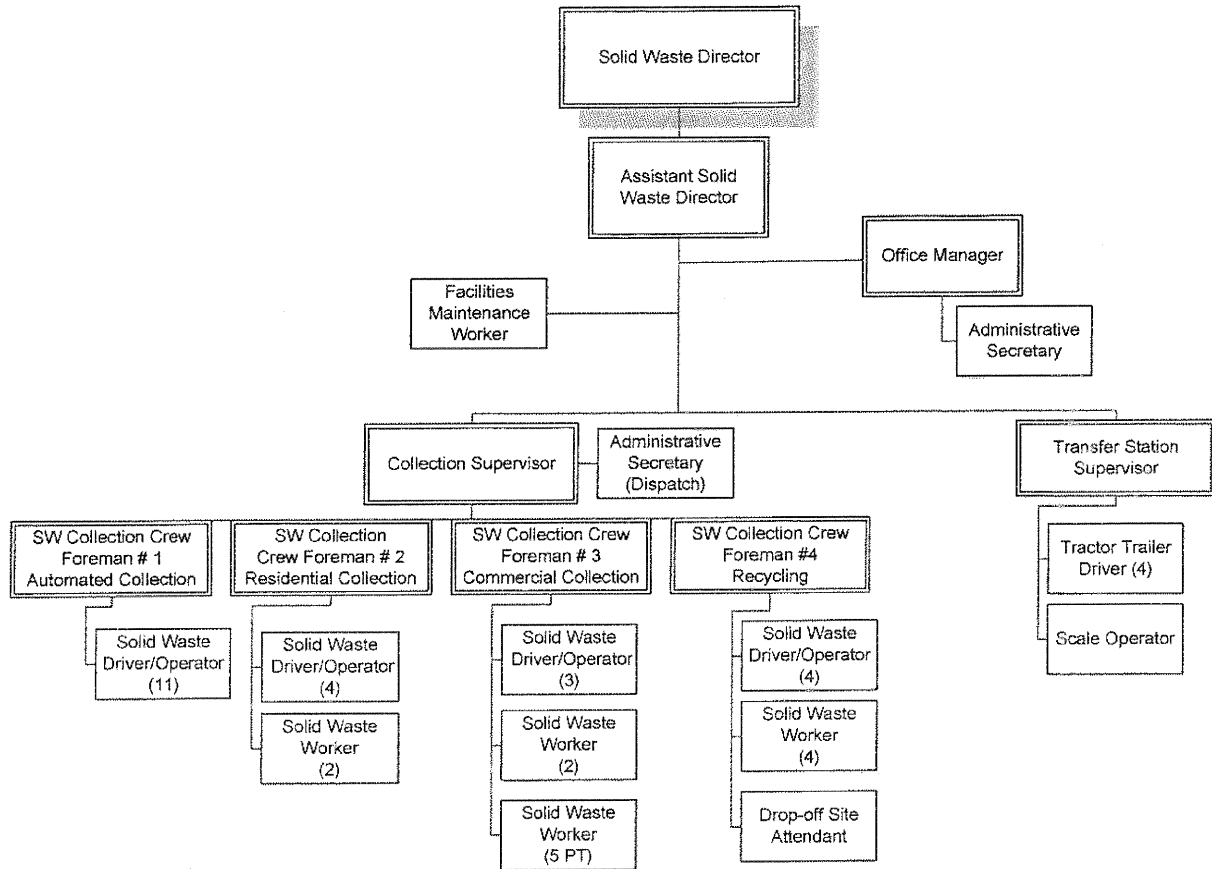 Solid Waste Director
Assistant Solid
Waste Director
Office Manager
Facilities
Maintenance
Worker
Administrative
Secretary
Collection Supervisor
Administrative
Secretary
(Dispatch)
Transfer Station
Supervisor
SW Collection Crew
Foreman # 1
Automated Collection
SW Collection
Crew Foreman # 2
Residential Collection
SW Collection Crew
Foreman # 3
Commercial Collection
SW Collection Crew
Foreman #4
Recycling
Solid Waste
Driver/Operator
(11)
Solid Waste
Driver/Operator
(4)
Solid Waste
Worker
(2)
Solid Waste
Driver/Operator
(3)
Solid Waste
Worker
(2)
Solid Waste
Worker
(5 PT)
Solid Waste
Driver/Operator
(4)
Solid Waste
Worker
(4)
Drop-off Site
Attendant
Tractor Trailer
Driver (4)
Scale Operator